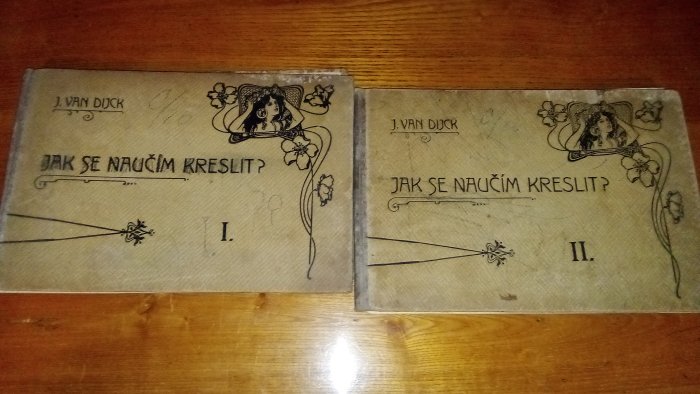 J. VAN DIJCK
JAK SE NAUČÍM KRESLIT?
I.
J. VAN DIJCK
JAK SE NAUČÍM KRESLIT?
II.